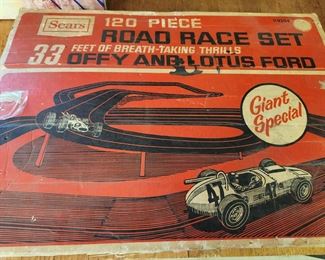 Sears
120 PIECE
ROAD RACE SET
33 FEET OF BREATH-TAKING THRILLS
OFFY AND LOTUS FORD
Giant
Special
47
47